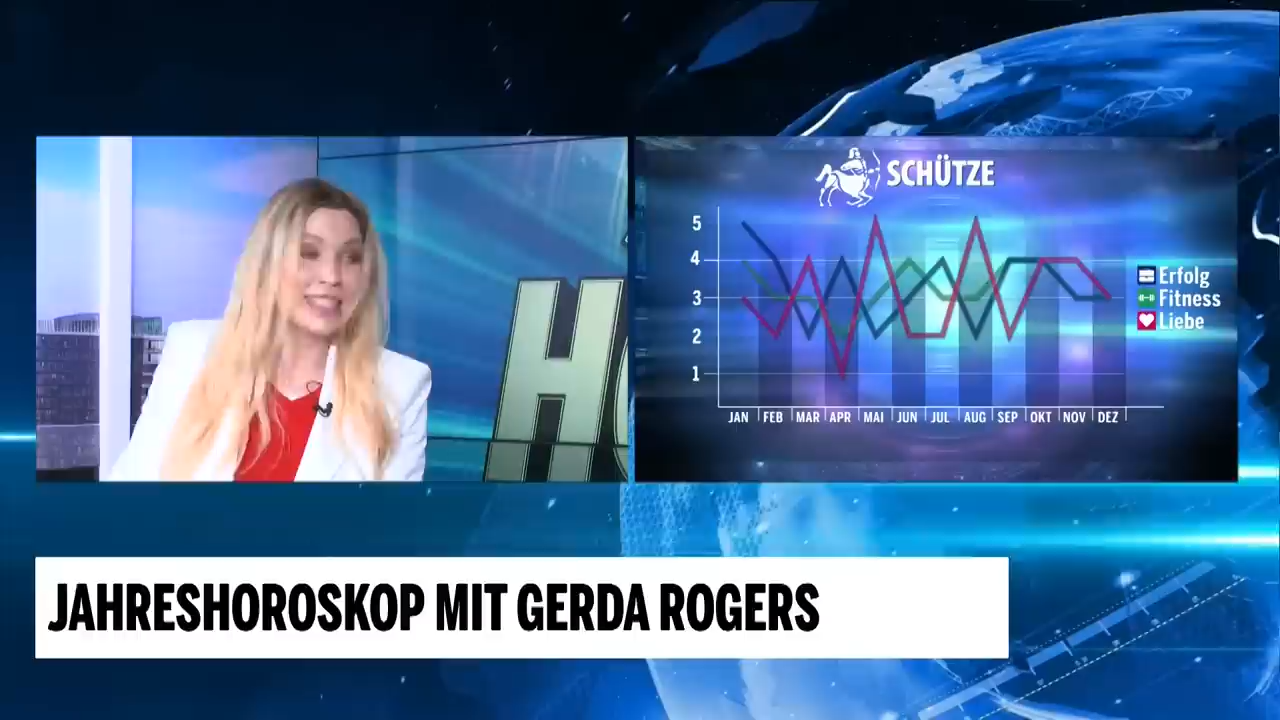 SCHÜTZE
5
4
3
2
1
Erfolg
Fitness
Liebe
JAN FEB MAR APR MAI JUN JUL AUG SEP OKT NOV DEZ
H
JAHRESHOROSKOP MIT GERDA ROGERS